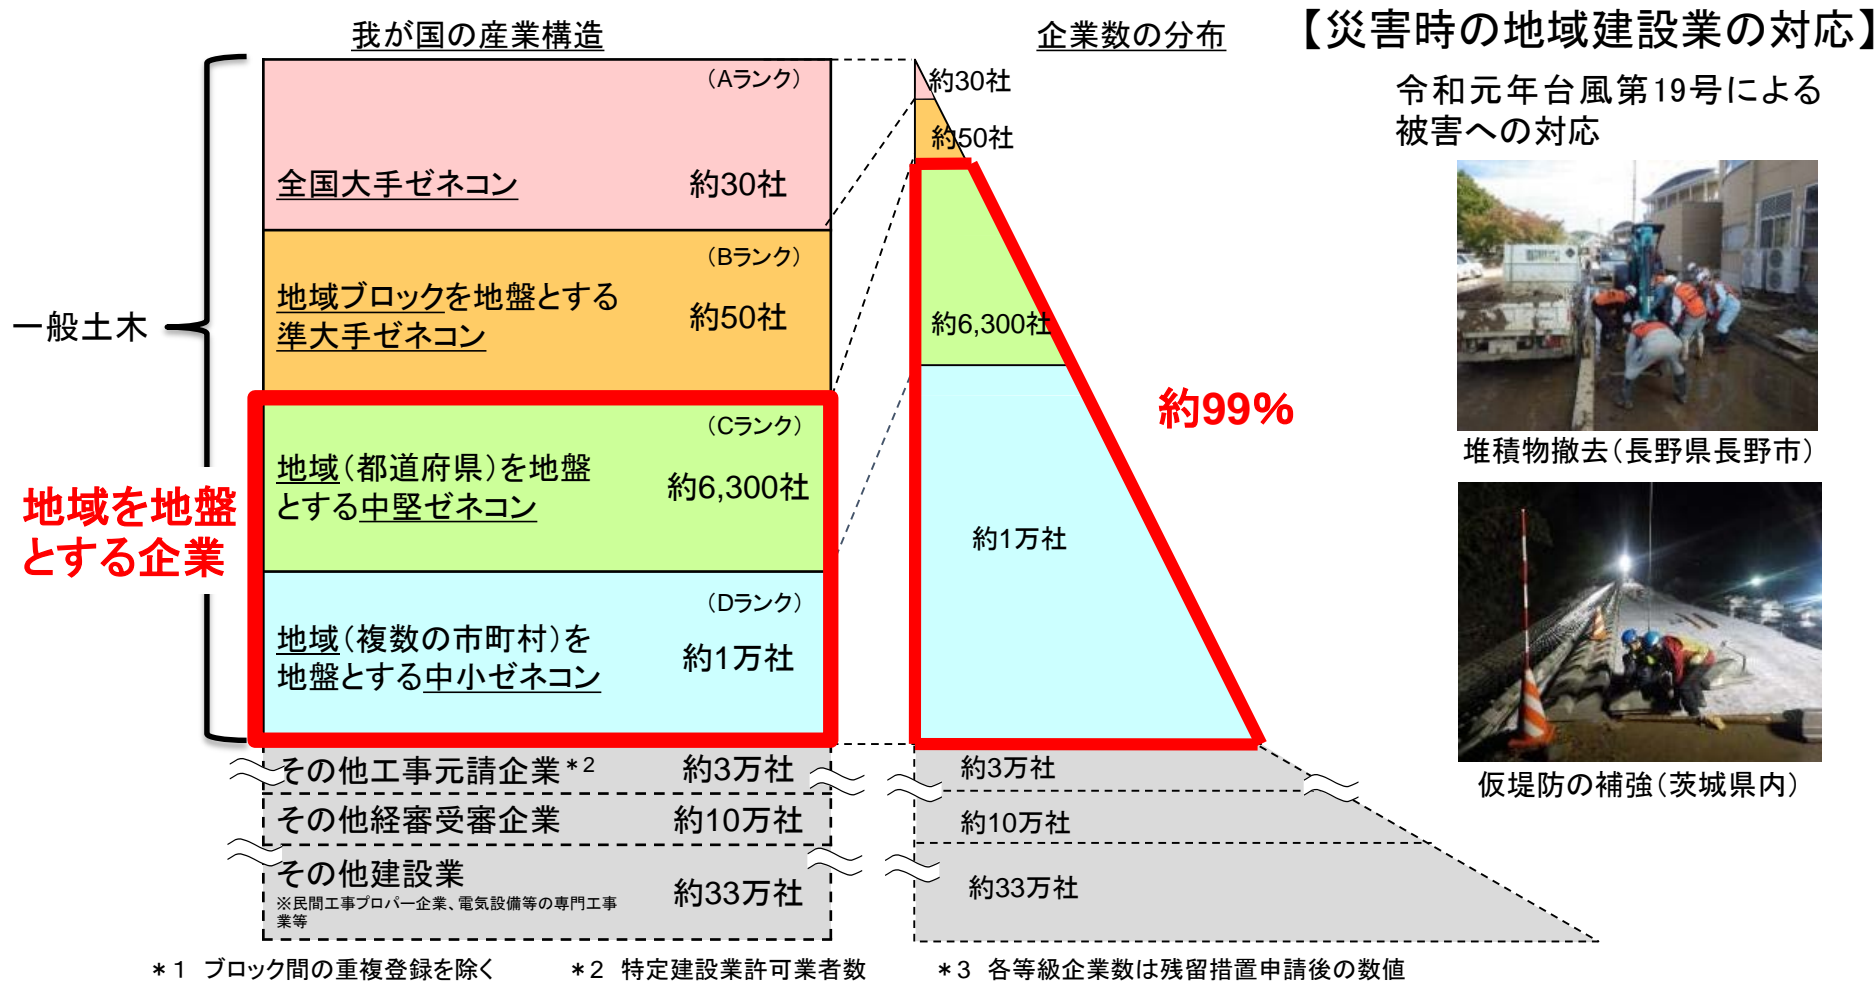 我が国の産業構造
企業数の分布
【災害時の地域建設業の対応】
令和元年台風第19号による
被害への対応
一般土木
地域を地盤
とする企業
(Aランク)
全国大手ゼネコン 約30社
(Bランク)
地域ブロックを地盤とする
準大手ゼネコン
約50社
(Cランク)
地域(都道府県)を地盤
とする中堅ゼネコン
約6,300社
(Dランク)
地域(複数の市町村)を
地盤とする中小ゼネコン
約1万社
その他工事元請企業*2 約3万社
その他経審受審企業 約10万社
その他建設業
約33万社
※民間工事プロパー企業、電気設備等の専門工事
業等
約30社
約50社
約6,300社
約1万社
約99%
約3万社
約10万社
約33万社
堆積物撤去(長野県長野市)
仮堤防の補強(茨城県内)
*1 ブロック間の重複登録を除く *2 特定建設業許可業者数 *3 各等級企業数は残留措置申請後の数値